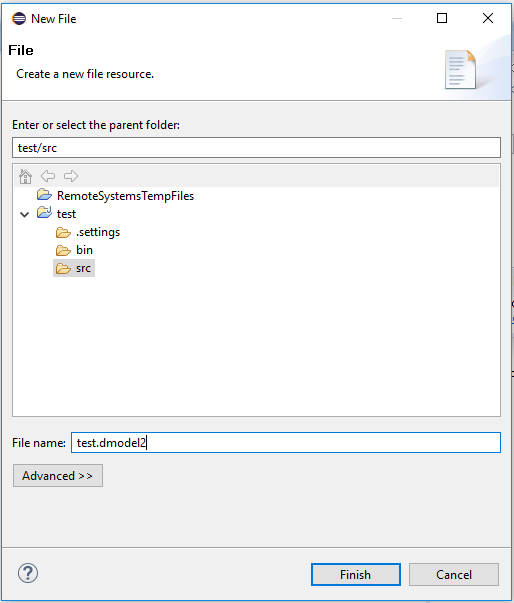 New File
File
Create a new file resource.
Enter or select the parent folder:
test/src
RemoteSystemsTempFiles
test
.settings
bin
src
File name: test.dmodel2
Advanced >>
? Finish Cancel